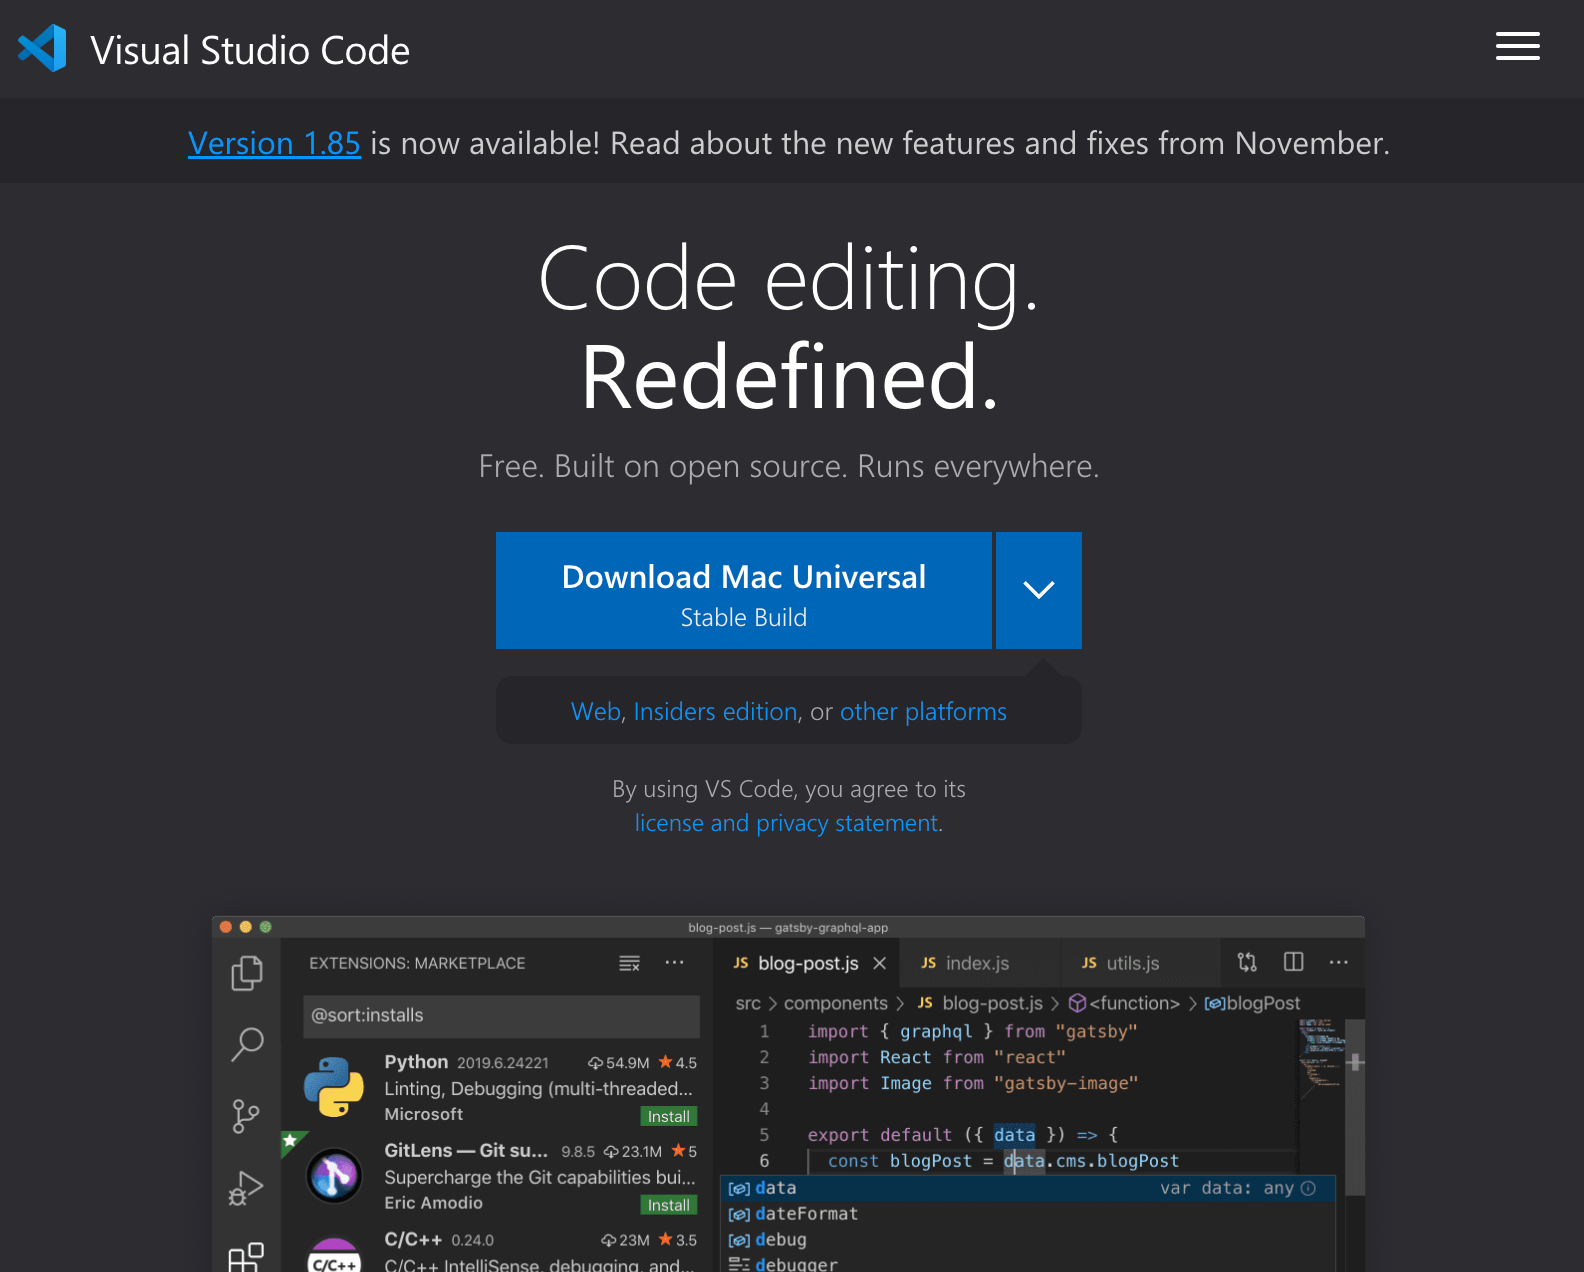 Visual Studio Code
Version 1.85 is now available! Read about the new features and fixes from November.
Code editing.
Redefined.
Free. Built on open source. Runs everywhere.
Download Mac Universal
Stable Build
Web, Insiders edition, or other platforms
By using VS Code, you agree to its
license and privacy statement.
blog-post.js — gatsby-graphql-app
EXTENSIONS: MARKETPLACE
@sort:installs
Python 2019.6.24221 54.9M 4.5
Linting, Debugging (multi-threaded...
Microsoft Install
GitLens — Git su... 9.8.5 23.1M 5
Supercharge the Git capabilities bui...
Eric Amodio Install
C/C++ 0.24.0 23M 3.5
C/C++ C/C++ IntelliSense, debugging, and...
JS blog-post.js JS index.js JS utils.js
src > components > JS blog-post.js > <function> > blogPost
1 import { graphql } from "gatsby"
2 import React from "react"
3 import Image from "gatsby-image"
4
5 export default ({ data }) => {
6 const blogPost = data.cms.blogPost
data var data: any
dateFormat
debug
debugger